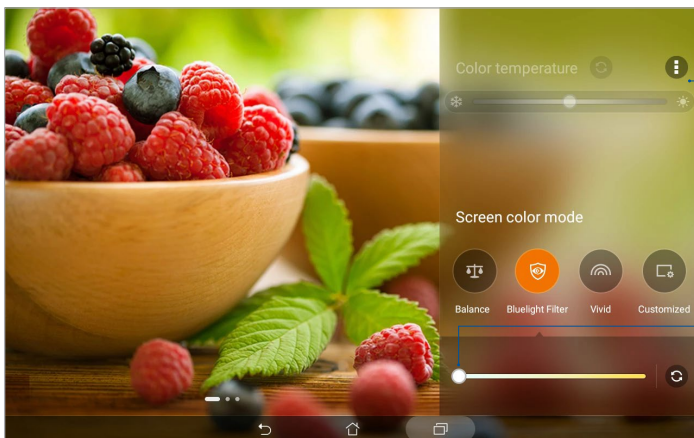 Color temperature
Screen color mode
Balance
Bluelight Filter
Vivid
Customized